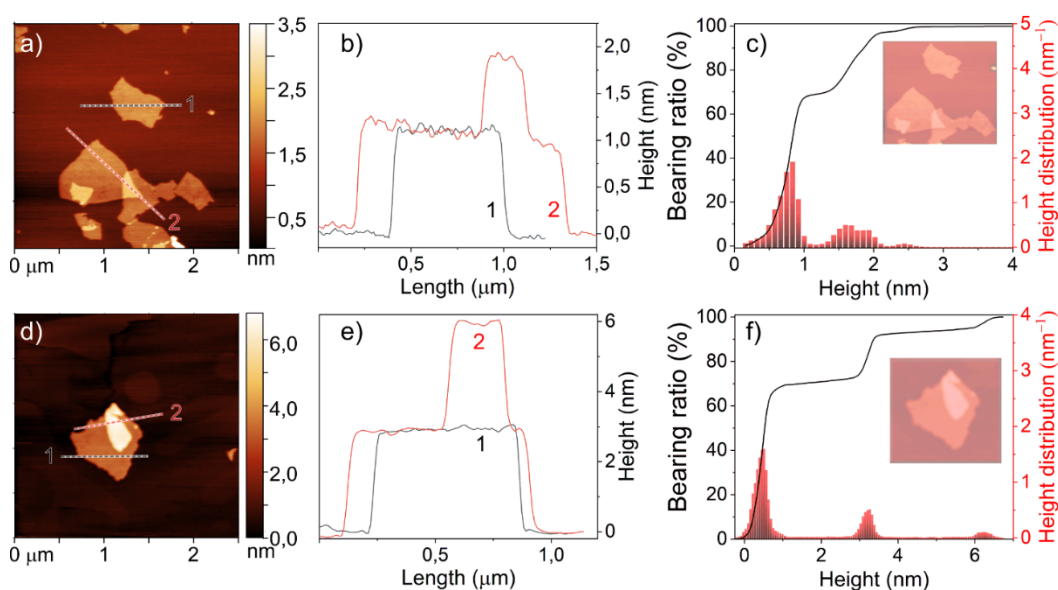 a)
1
2
3,5
2,5
1,5
0,5
nm
0 μm 1 2
b)
1
2
2,0
1,5
1,0
0,5
0,0
Height (nm)
0,5 1,0 1,5
Length (μm)
c)
Bearing ratio (%)
100
80
60
40
20
0
5
4
3
2
1
0
Height distribution (nm⁻¹)
0 1 2 3 4
Height (nm)
d)
1
2
6,0
4,0
2,0
0,0
nm
0 μm 1 2
e)
2
1
6
4
2
0
Height (nm)
0,5 1,0
Length (μm)
f)
Bearing ratio (%)
100
80
60
40
20
0
4
3
2
1
0
Height distribution (nm⁻¹)
0 2 4 6
Height (nm)